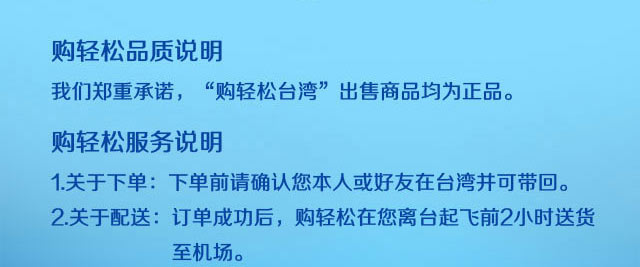 购轻松品质说明
我们郑重承诺，“购轻松台湾”出售商品均为正品。
购轻松服务说明
1.关于下单：下单前请确认您本人或好友在台湾并可带回。
2.关于配送：订单成功后，购轻松在您离台起飞前2小时送货
至机场。